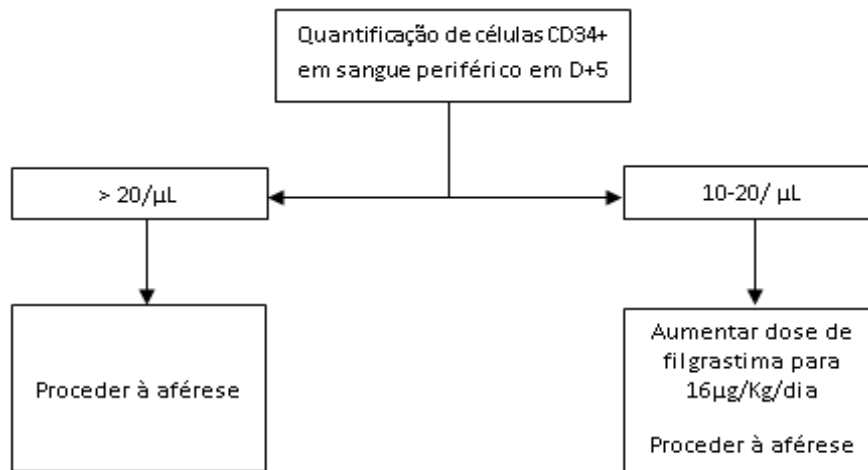 Quantificação de células CD34+
em sangue periférico em D+5
> 20/µL
10-20/ µL
Proceder à aférese
Aumentar dose de
filgrastima para
16µg/Kg/dia
Proceder à aférese